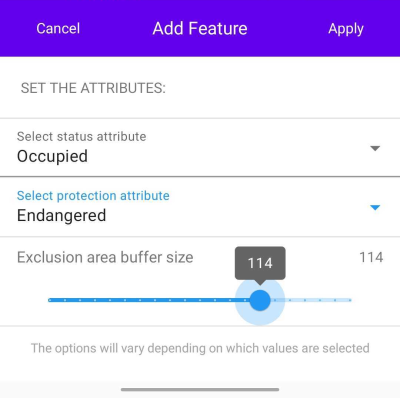 Cancel Add Feature Apply
SET THE ATTRIBUTES:
Select status attribute
Occupied
Select protection attribute
Endangered
Exclusion area buffer size 114 114
The options will vary depending on which values are selected